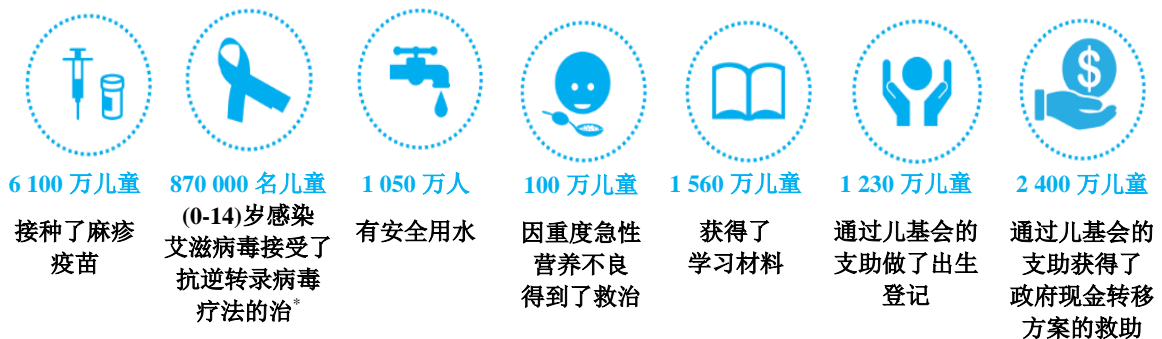 $
6 100 万儿童
接种了麻疹
疫苗
870 000 名儿童
(0-14)岁感染
艾滋病毒接受了
抗逆转录病毒
疗法的治*
1 050 万人
有安全用水
100 万儿童
因重度急性
营养不良
得到了救治
1 560 万儿童
获得了
学习材料
1 230 万儿童
通过儿基会的
支助做了出生
登记
2 400 万儿童
通过儿基会的
支助获得了
政府现金转移
方案的救助